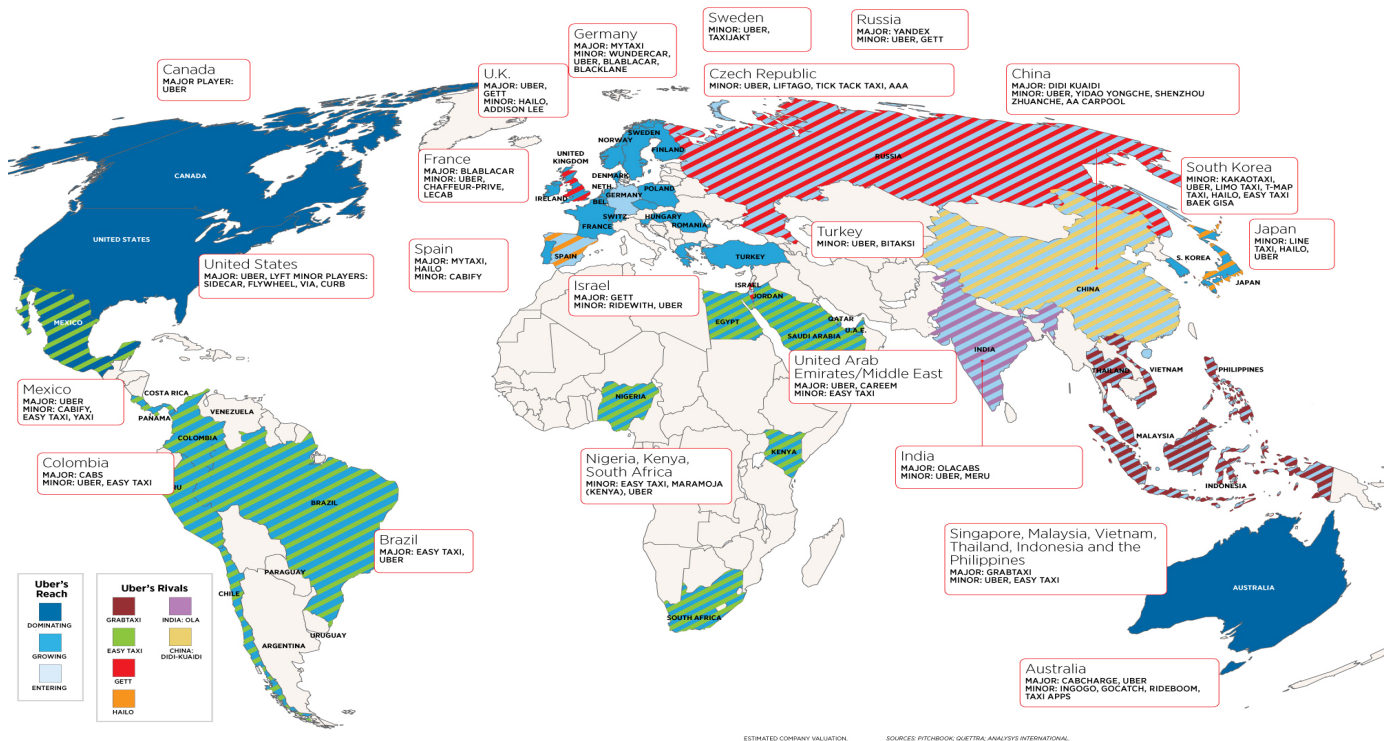 Sweden
MINOR: UBER,
TAXIJAKT
Russia
MAJOR: YANDEX
MINOR: UBER, GETT
Germany
MAJOR: MYTAXI
MINOR: WUNDERCAR,
UBER, BLABLACAR,
BLACKLANE
Canada
MAJOR PLAYER:
UBER
U.K.
MAJOR: UBER,
GETT
MINOR: HAILO,
ADDISON LEE
Czech Republic
MINOR: UBER, LIFTAGO, TICK TACK TAXI, AAA
China
MAJOR: DIDI KUAIDI
MINOR: UBER, YIDAO YONGCHE, SHENZHOU
ZHUANCHE, AA CARPOOL
France
MAJOR: BLABLACAR
MINOR: UBER,
CHAFFEUR-PRIVE,
LECAB
South Korea
MINOR: KAKAOTAXI,
UBER, LIMO TAXI, T-MAP
TAXI, HAILO, EASY TAXI
BAEK GISA
Japan
MINOR: LINE
TAXI, HAILO,
UBER
Turkey
MINOR: UBER, BITAKSI
Spain
MAJOR: MYTAXI,
HAILO
MINOR: CABIFY
United States
MAJOR: UBER, LYFT MINOR PLAYERS:
SIDECAR, FLYWHEEL, VIA, CURB
Israel
MAJOR: GETT
MINOR: RIDEWITH, UBER
United Arab
Emirates/Middle East
MAJOR: UBER, CAREEM
MINOR: EASY TAXI
Mexico
MAJOR: UBER
MINOR: CABIFY,
EASY TAXI, YAXI
Colombia
MAJOR: CABS
MINOR: UBER, EASY TAXI
Nigeria, Kenya,
South Africa
MINOR: EASY TAXI, MARAMOJA
(KENYA), UBER
India
MAJOR: OLACABS
MINOR: UBER, MERU
Brazil
MAJOR: EASY TAXI,
UBER
Singapore, Malaysia, Vietnam,
Thailand, Indonesia and the
Philippines
MAJOR: GRABTAXI
MINOR: UBER, EASY TAXI
Australia
MAJOR: CABCHARGE, UBER
MINOR: INGOGO, GOCATCH, RIDEBOOM,
TAXI APPS
CANADA
UNITED STATES
MEXICO
COSTA RICA
PANAMA
VENEZUELA
COLOMBIA
BRAZIL
PARAGUAY
CHILE
URUGUAY
ARGENTINA
SWEDEN
NORWAY
FINLAND
UNITED
KINGDOM
DENMARK
NETH.
IRELAND
BEL.
GERMANY
POLAND
SWITZ.
HUNGARY
FRANCE
ROMANIA
SPAIN
TURKEY
RUSSIA
ISRAEL
JORDAN
EGYPT
QATAR
SAUDI ARABIA
U.A.E.
NIGERIA
KENYA
SOUTH AFRICA
INDIA
CHINA
S. KOREA
JAPAN
THAILAND
VIETNAM
PHILIPPINES
MALAYSIA
INDONESIA
AUSTRALIA
Uber's
Reach
DOMINATING
GROWING
ENTERING
Uber's Rivals
GRABTAXI
EASY TAXI
GETT
HAILO
INDIA: OLA
CHINA:
DIDI-KUAIDI
ESTIMATED COMPANY VALUATION.
SOURCES: PITCHBOOK; QUETTRA; ANALYSIS INTERNATIONAL.